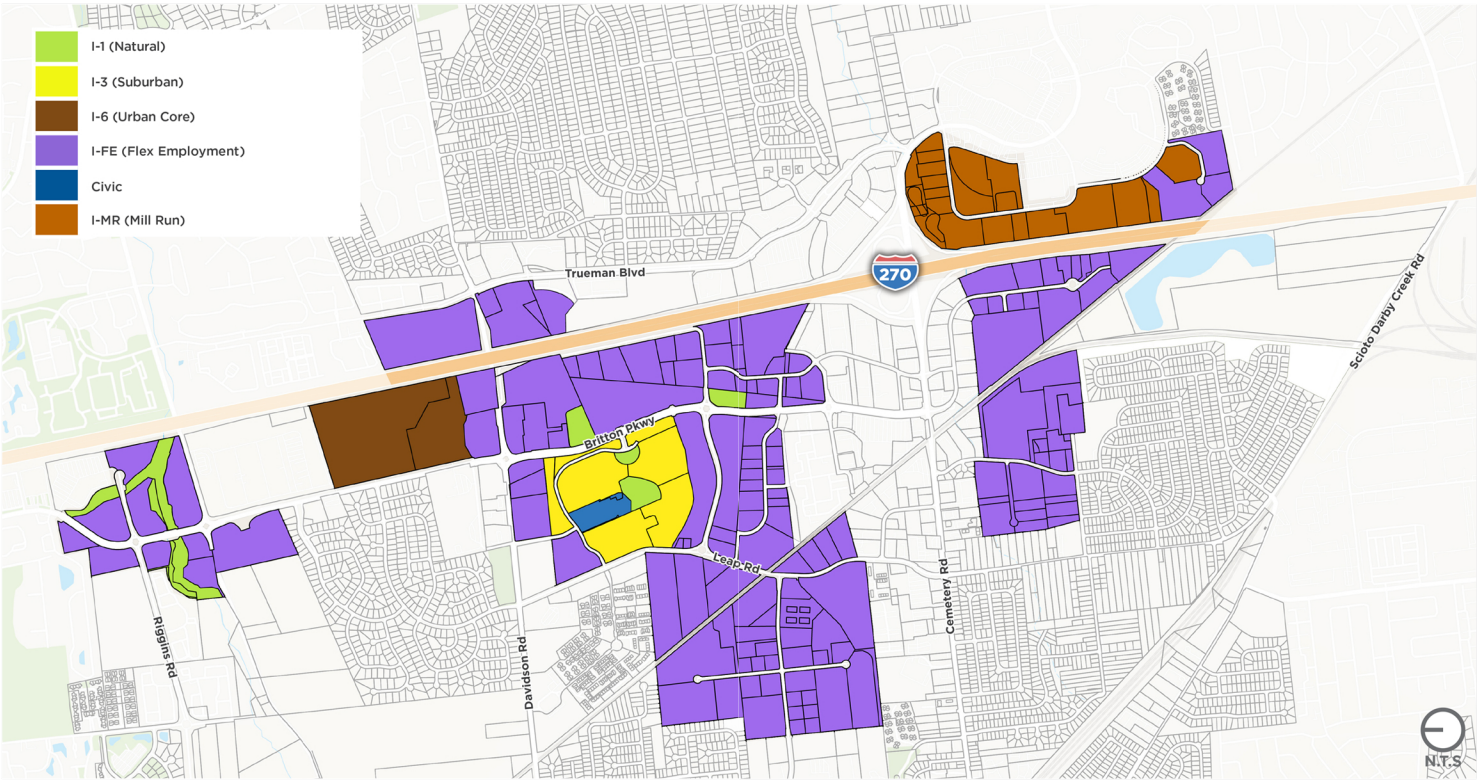 I-1 (Natural)
I-3 (Suburban)
I-6 (Urban Core)
I-FE (Flex Employment)
Civic
I-MR (Mill Run)
Trueman Blvd
270
Scioto Darby Creek Rd
Britton Pkwy
Leap Rd
Cemetery Rd
Riggins Rd
Davidson Rd
N.T.S